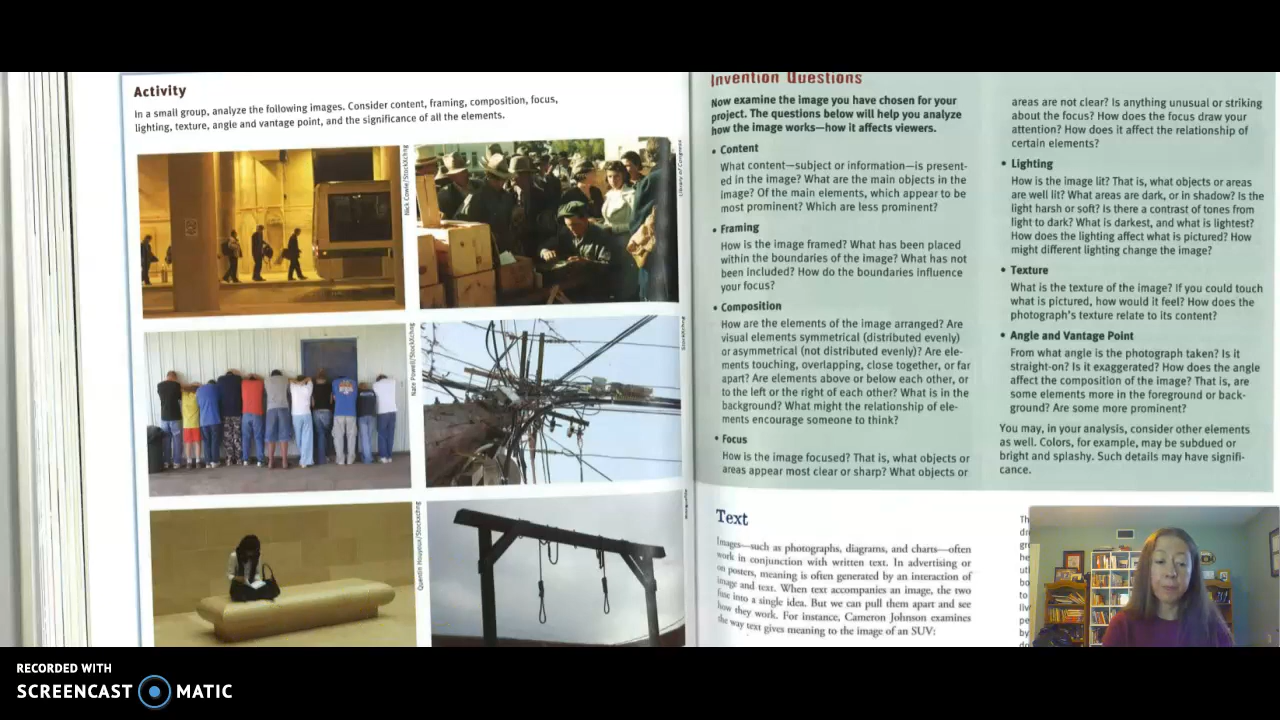 Activity
In a small group, analyze the following images. Consider content, framing, composition, focus,
lighting, texture, angle and vantage point, and the significance of all the elements.
Nick Cowie/StockXchng
Library of Congress
Nate Powell/StockXchng
StockXchng
Quentin Houyoux/Stockxchng
Invention Questions
Now examine the image you have chosen for your
project. The questions below will help you analyze
how the image works—how it affects viewers.
• Content
What content—subject or information—is present-
ed in the image? What are the main objects in the
image? Of the main elements, which appear to be
most prominent? Which are less prominent?
• Framing
How is the image framed? What has been placed
within the boundaries of the image? What has not
been included? How do the boundaries influence
your focus?
• Composition
How are the elements of the image arranged? Are
visual elements symmetrical (distributed evenly)
or asymmetrical (not distributed evenly)? Are ele-
ments touching, overlapping, close together, or far
apart? Are elements above or below each other, or
to the left or the right of each other? What is in the
background? What might the relationship of ele-
ments encourage someone to think?
• Focus
How is the image focused? That is, what objects or
areas appear most clear or sharp? What objects or
areas are not clear? Is anything unusual or striking
about the focus? How does the focus draw your
attention? How does it affect the relationship of
certain elements?
• Lighting
How is the image lit? That is, what objects or areas
are well lit? What areas are dark, or in shadow? Is the
light harsh or soft? Is there a contrast of tones from
light to dark? What is darkest, and what is lightest?
How does the lighting affect what is pictured? How
might different lighting change the image?
• Texture
What is the texture of the image? If you could touch
what is pictured, how would it feel? How does the
photograph's texture relate to its content?
• Angle and Vantage Point
From what angle is the photograph taken? Is it
straight-on? Is it exaggerated? How does the angle
affect the composition of the image? That is, are
some elements more in the foreground or back-
ground? Are some more prominent?
You may, in your analysis, consider other elements
as well. Colors, for example, may be subdued or
bright and splashy. Such details may have signifi-
cance.
Text
Images—such as photographs, diagrams, and charts—often
work in conjunction with written text. In advertising or
on posters, meaning is often generated by an interaction of
image and text. When text accompanies an image, the two
fuse into a single idea. But we can pull them apart and see
how they work. For instance, Cameron Johnson examines
the way text gives meaning to the image of an SUV:
RECORDED WITH
SCREENCAST MATIC